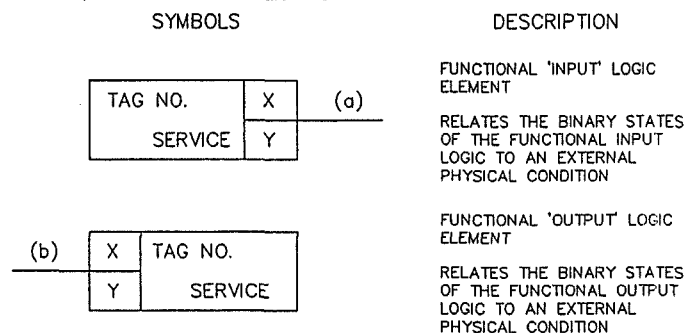 SYMBOLS
DESCRIPTION
TAG NO.
X
(a)
SERVICE
Y
FUNCTIONAL 'INPUT' LOGIC
ELEMENT
RELATES THE BINARY STATES
OF THE FUNCTIONAL INPUT
LOGIC TO AN EXTERNAL
PHYSICAL CONDITION
(b)
X
TAG NO.
Y
SERVICE
FUNCTIONAL 'OUTPUT' LOGIC
ELEMENT
RELATES THE BINARY STATES
OF THE FUNCTIONAL OUTPUT
LOGIC TO AN EXTERNAL
PHYSICAL CONDITION